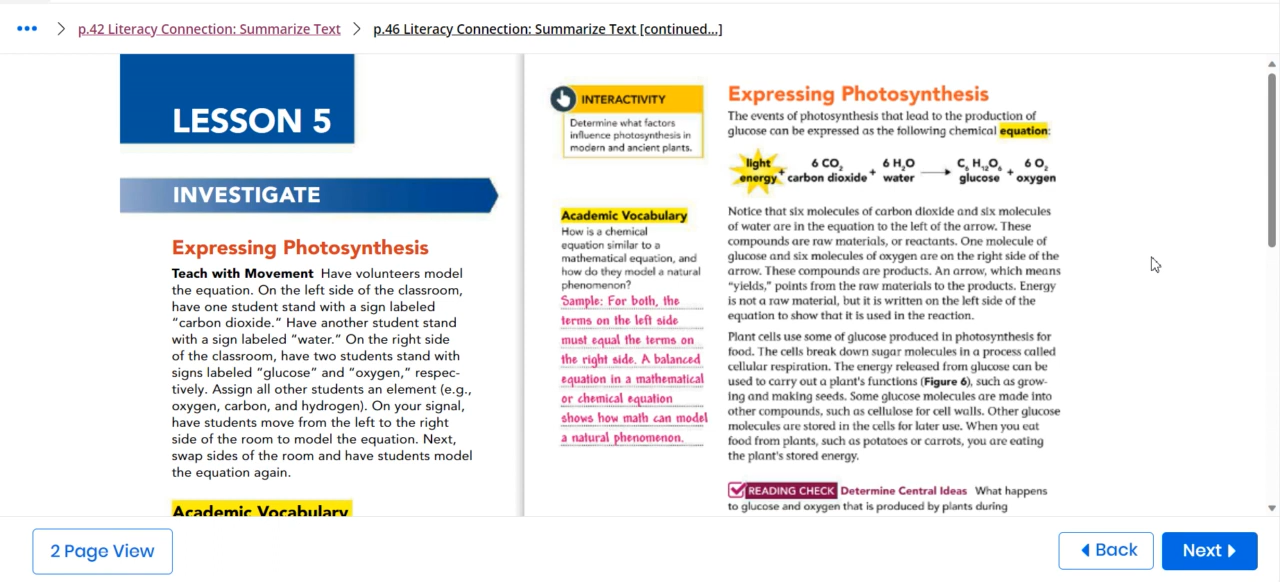 ••• > p.42 Literacy Connection: Summarize Text > p.46 Literacy Connection: Summarize Text [continued...]
LESSON 5
INVESTIGATE
Expressing Photosynthesis
Teach with Movement Have volunteers model
the equation. On the left side of the classroom,
have one student stand with a sign labeled
“carbon dioxide.” Have another student stand
with a sign labeled “water.” On the right side
of the classroom, have two students stand with
signs labeled “glucose” and “oxygen,” respec-
tively. Assign all other students an element (e.g.,
oxygen, carbon, and hydrogen). On your signal,
have students move from the left to the right
side of the room to model the equation. Next,
swap sides of the room and have students model
the equation again.
Academic Vocabulary
INTERACTIVITY
Determine what factors
influence photosynthesis in
modern and ancient plants.
Academic Vocabulary
How is a chemical
equation similar to a
mathematical equation, and
how do they model a natural
phenomenon?
Sample: For both, the
terms on the left side
must equal the terms on
the right side. A balanced
equation in a mathematical
or chemical equation
shows how math can model
a natural phenomenon.
Expressing Photosynthesis
The events of photosynthesis that lead to the production of
glucose can be expressed as the following chemical equation:
light 6 CO₂ 6 H₂O C₆ H₁₂O₆ 6 O₂
energy + carbon dioxide + water → glucose + oxygen
Notice that six molecules of carbon dioxide and six molecules
of water are in the equation to the left of the arrow. These
compounds are raw materials, or reactants. One molecule of
glucose and six molecules of oxygen are on the right side of the
arrow. These compounds are products. An arrow, which means
“yields,” points from the raw materials to the products. Energy
is not a raw material, but it is written on the left side of the
equation to show that it is used in the reaction.
Plant cells use some of glucose produced in photosynthesis for
food. The cells break down sugar molecules in a process called
cellular respiration. The energy released from glucose can be
used to carry out a plant's functions (Figure 6), such as grow-
ing and making seeds. Some glucose molecules are made into
other compounds, such as cellulose for cell walls. Other glucose
molecules are stored in the cells for later use. When you eat
food from plants, such as potatoes or carrots, you are eating
the plant's stored energy.
READING CHECK Determine Central Ideas What happens
to glucose and oxygen that is produced by plants during
2 Page View
Back
Next